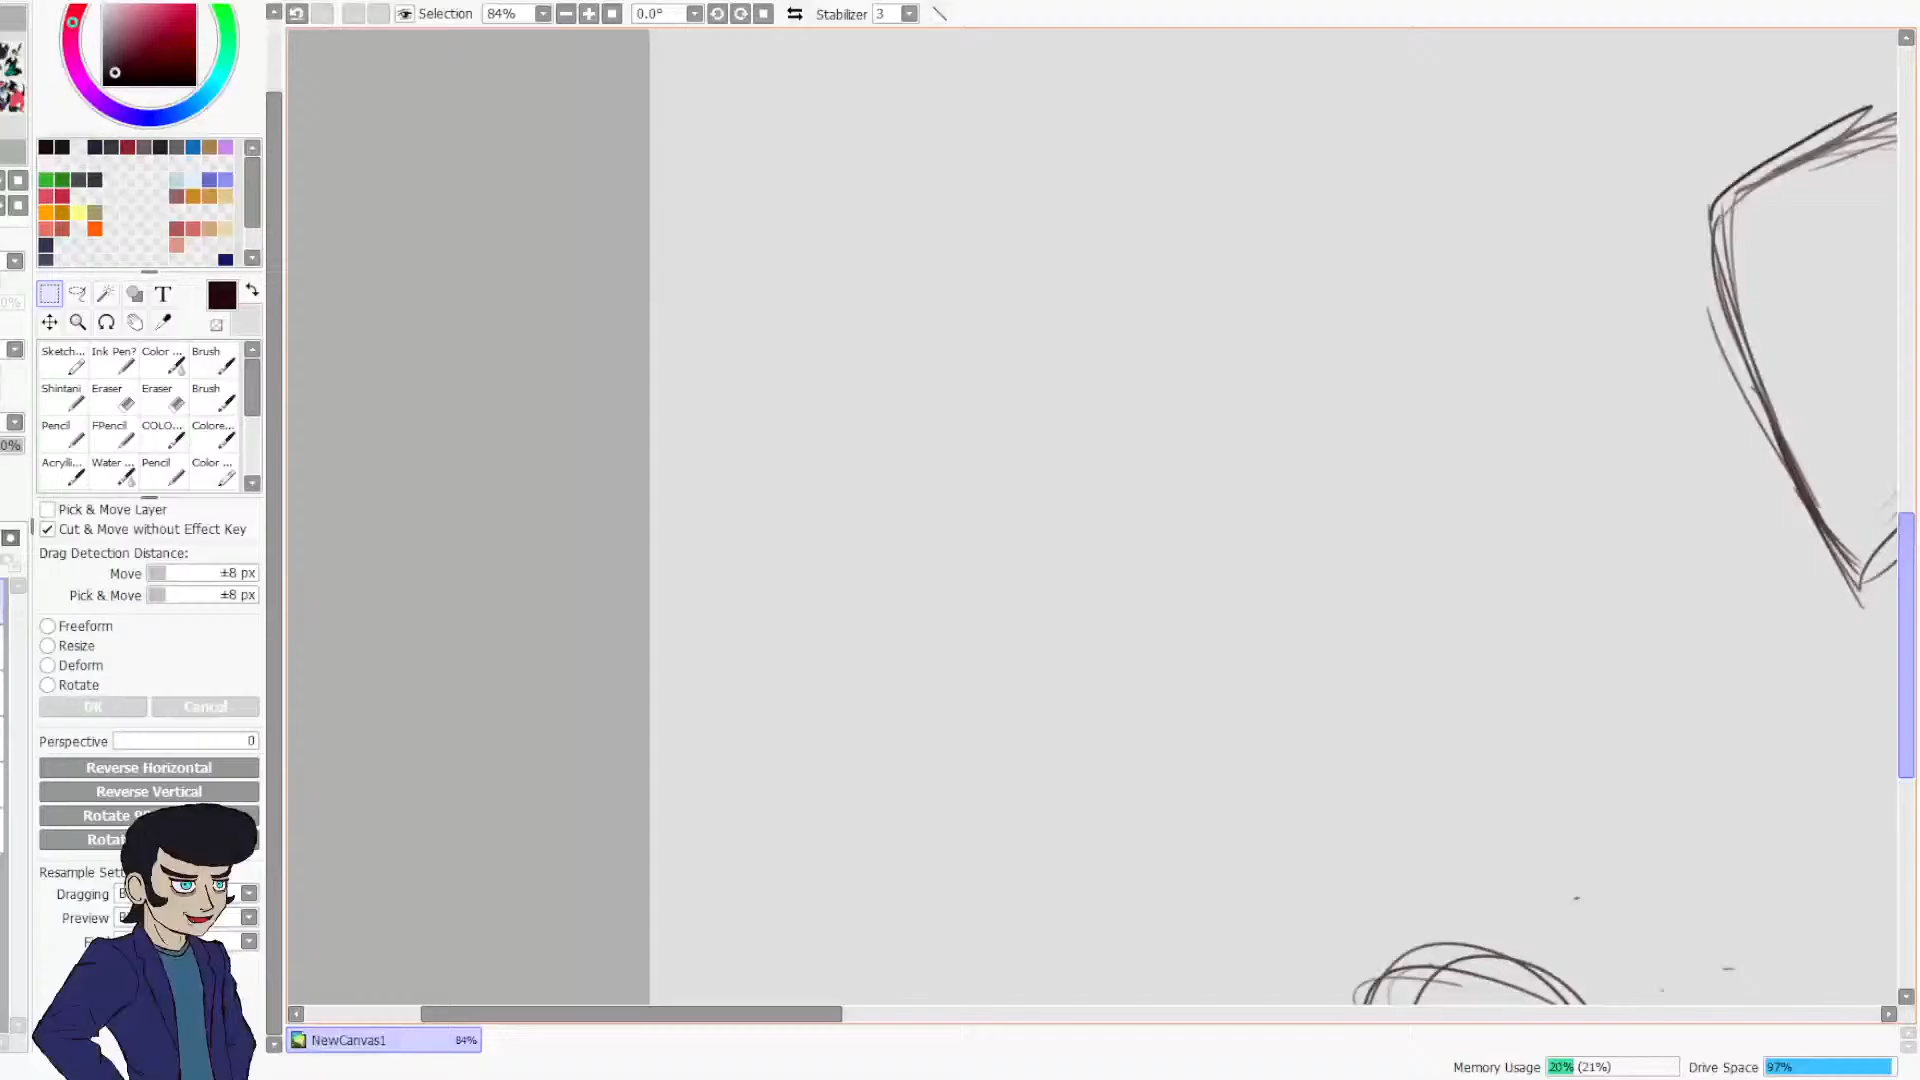 Selection 84% 0.0° Stabilizer 3
T
Sketch... Ink Pen? Color ... Brush
Shintani Eraser Eraser Brush
Pencil FPencil COLO... Colore...
Acryli... Water ... Pencil Color ...
Pick & Move Layer
Cut & Move without Effect Key
Drag Detection Distance:
Move ±8 px
Pick & Move ±8 px
Freeform
Resize
Deform
Rotate
OK Cancel
Perspective 0
Reverse Horizontal
Reverse Vertical
Rotate
Resample
Dragging
Preview
NewCanvas1 84%
Memory Usage 20% (21%) Drive Space 97%